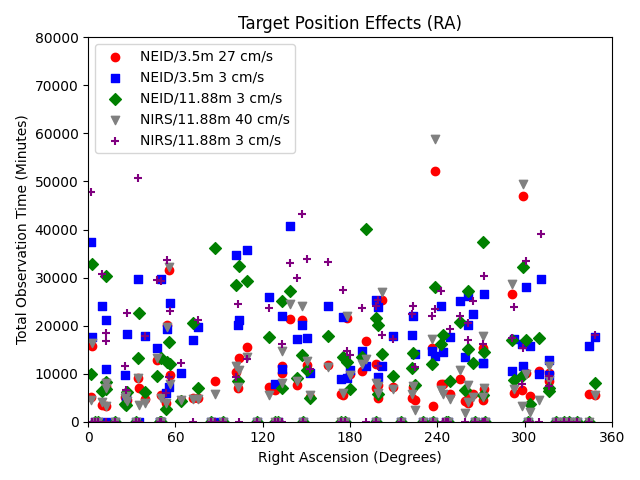 Target Position Effects (RA)
80000
70000
60000
50000
40000
30000
20000
10000
0
Total Observation Time (Minutes)
NEID/3.5m 27 cm/s
NEID/3.5m 3 cm/s
NEID/11.88m 3 cm/s
NIRS/11.88m 40 cm/s
NIRS/11.88m 3 cm/s
0 60 120 180 240 300 360
Right Ascension (Degrees)